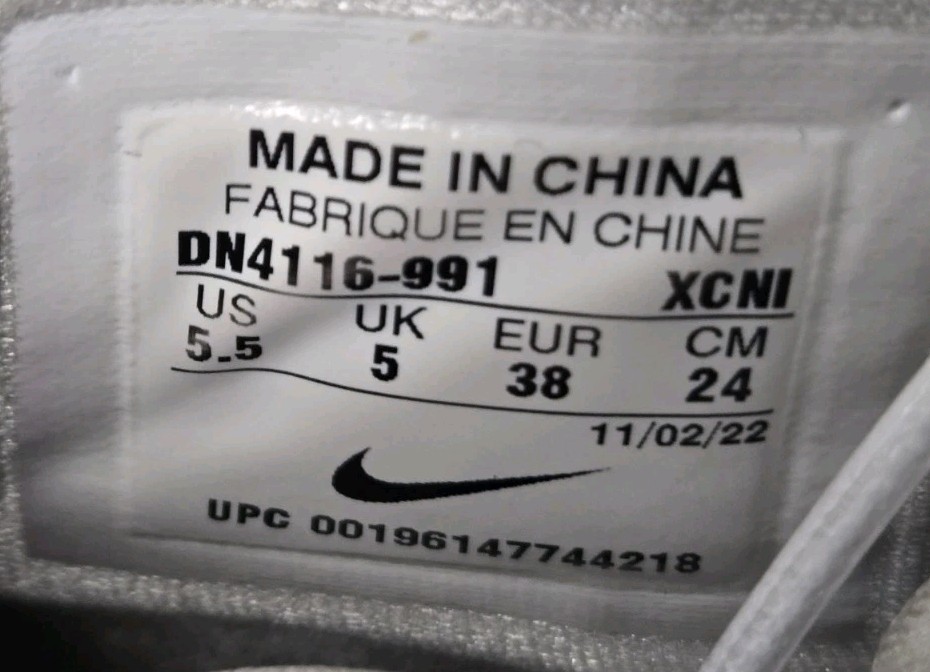 MADE IN CHINA
FABRIQUE EN CHINE
DN4116-991 XCNI
US UK EUR CM
5.5 5 38 24
11/02/22
UPC 00196147744218